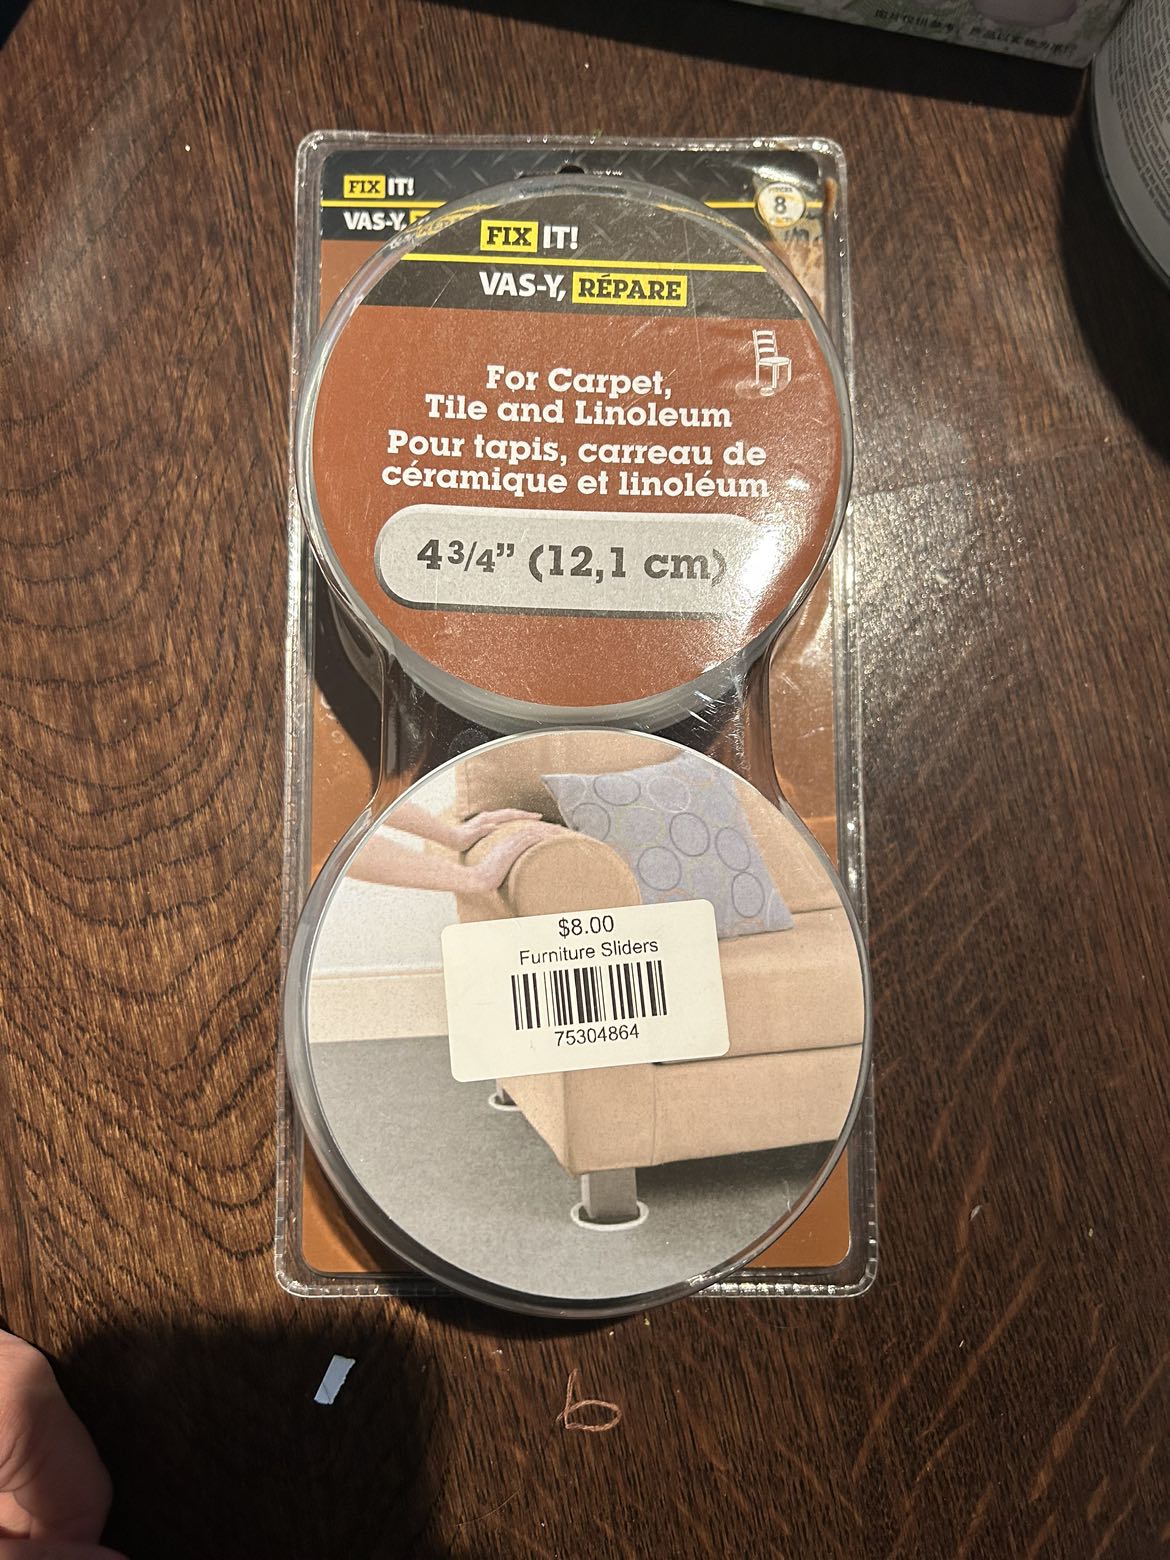 FIX IT!
VAS-Y,
8
FIX IT!
VAS-Y, RÉPARE
For Carpet,
Tile and Linoleum
Pour tapis, carreau de
céramique et linoléum
4 3/4” (12,1 cm)
$8.00
Furniture Sliders
75304864
b